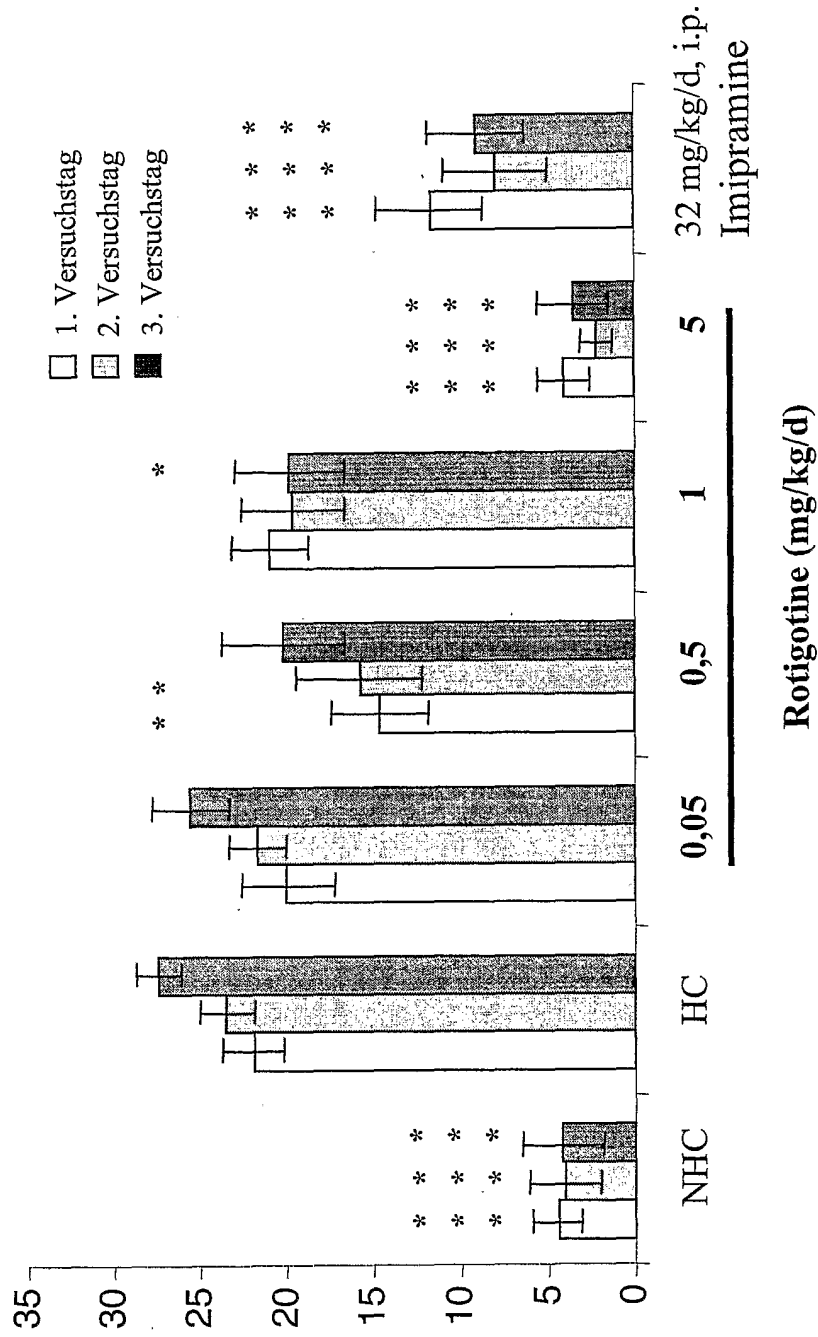 1. Versuchstag
2. Versuchstag
3. Versuchstag
35
30
25
20
15
10
5
0
* * *
* * *
* * *
* *
*
* * *
* * *
* * *
* * *
* * *
* * *
NHC
HC
0,05
0,5
1
5
32 mg/kg/d, i.p.
Imipramine
Rotigotine (mg/kg/d)